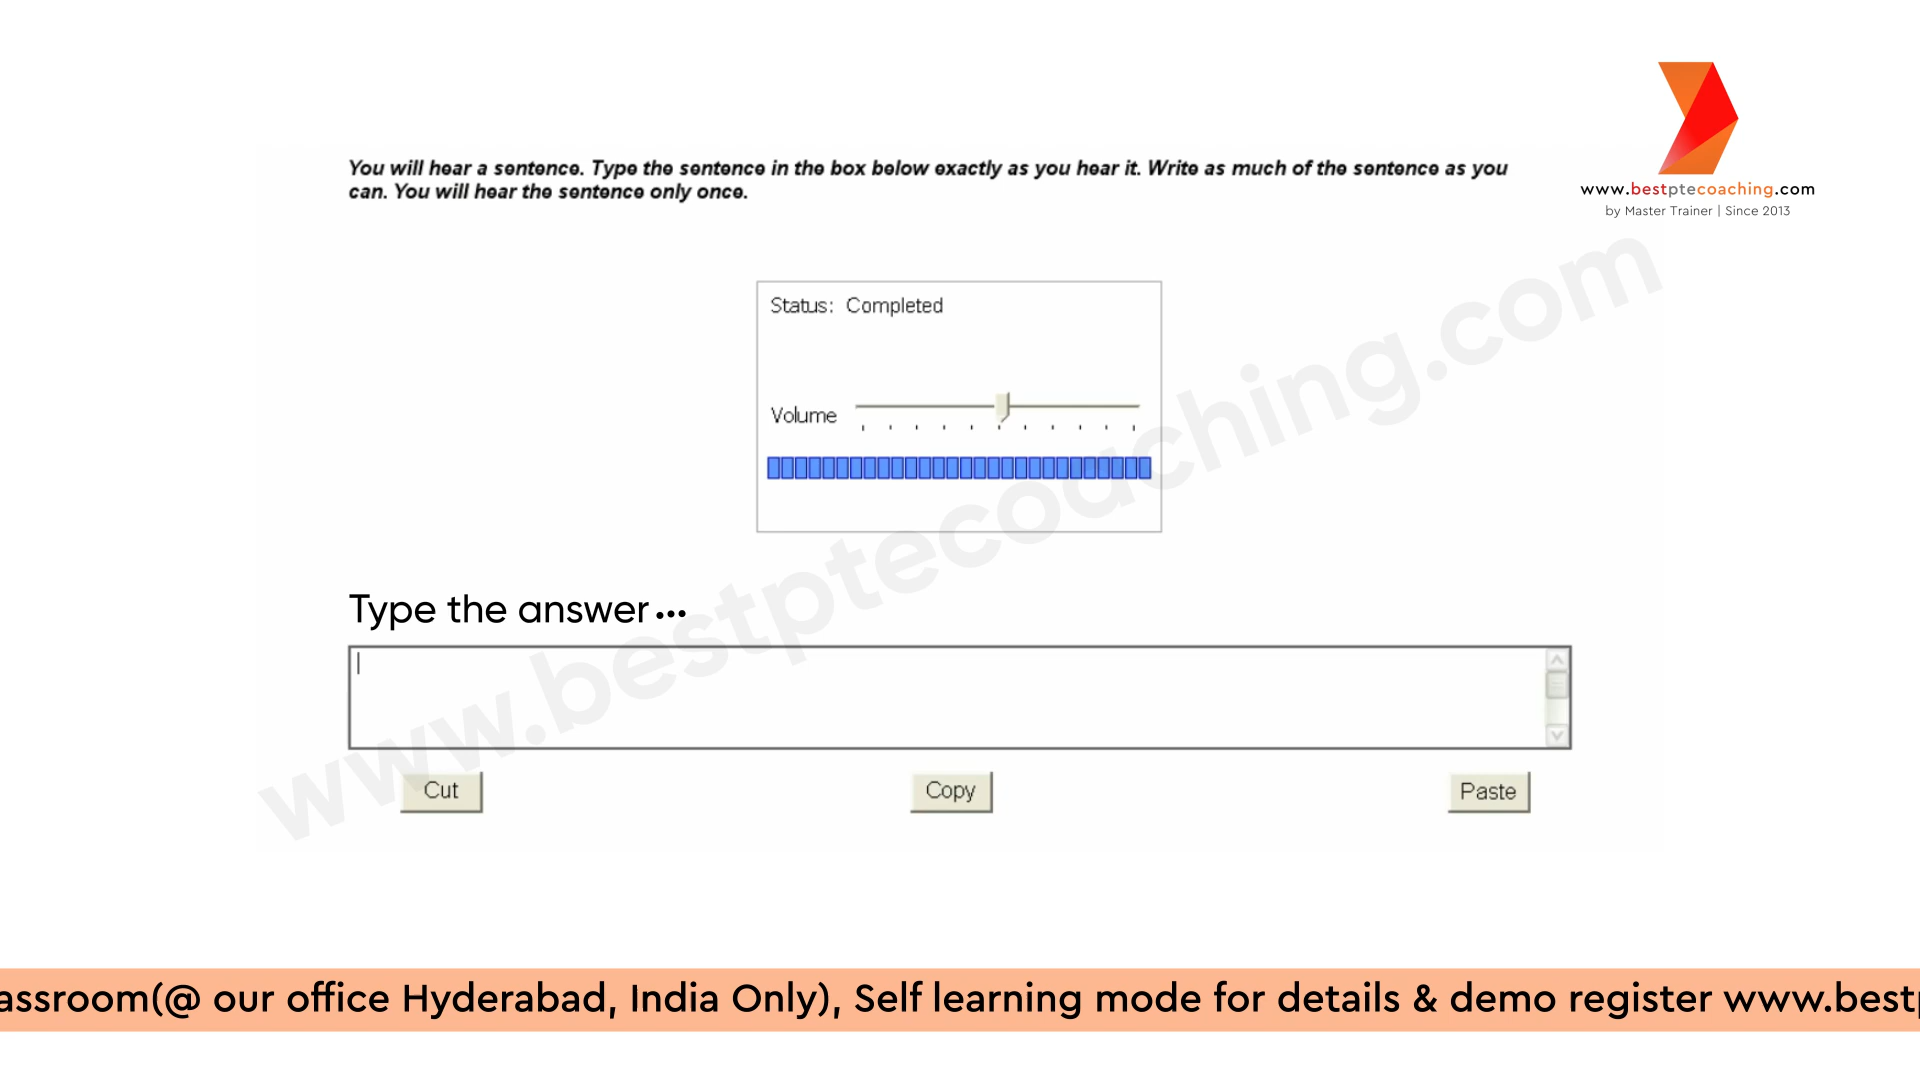 You will hear a sentence. Type the sentence in the box below exactly as you hear it. Write as much of the sentence as you
can. You will hear the sentence only once.
www.bestptecoaching.com
by Master Trainer | Since 2013
Status: Completed
Volume
www.bestptecoaching.com
Type the answer...
Cut
Copy
Paste
assroom(@ our office Hyderabad, India Only), Self learning mode for details & demo register www.bestp